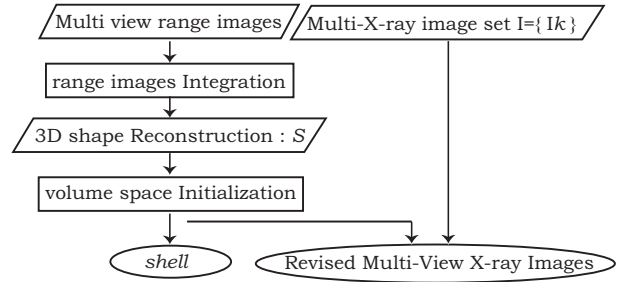 Multi view range images
Multi-X-ray image set I={Ik}
range images Integration
3D shape Reconstruction : S
volume space Initialization
shell
Revised Multi-View X-ray Images